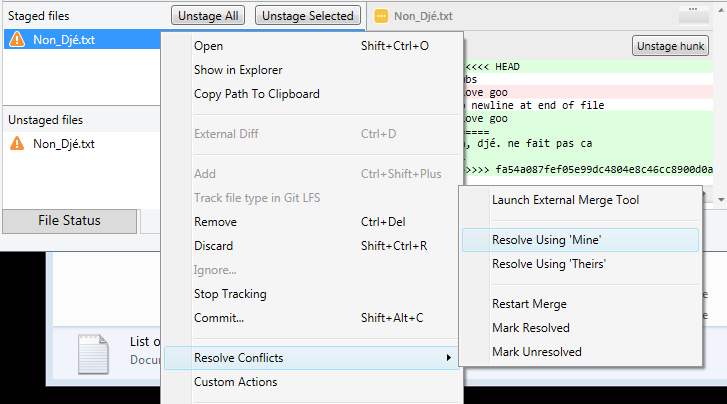 Staged files
Unstage All
Unstage Selected
Non_Djé.txt
Unstaged files
Non_Djé.txt
File Status
Open Shift+Ctrl+O
Show in Explorer
Copy Path To Clipboard
External Diff Ctrl+D
Add Ctrl+Shift+Plus
Track file type in Git LFS
Remove Ctrl+Del
Discard Shift+Ctrl+R
Ignore...
Stop Tracking
Commit... Shift+Alt+C
Resolve Conflicts
Custom Actions
Non_Djé.txt
...
Unstage hunk
<<<< HEAD
ove goo
newline at end of file
ove goo
====
, djé. ne fait pas ca
>>>> fa54a087fef05e99dc4804e8c46cc8900d0a
Launch External Merge Tool
Resolve Using 'Mine'
Resolve Using 'Theirs'
Restart Merge
Mark Resolved
Mark Unresolved
List o
Docu